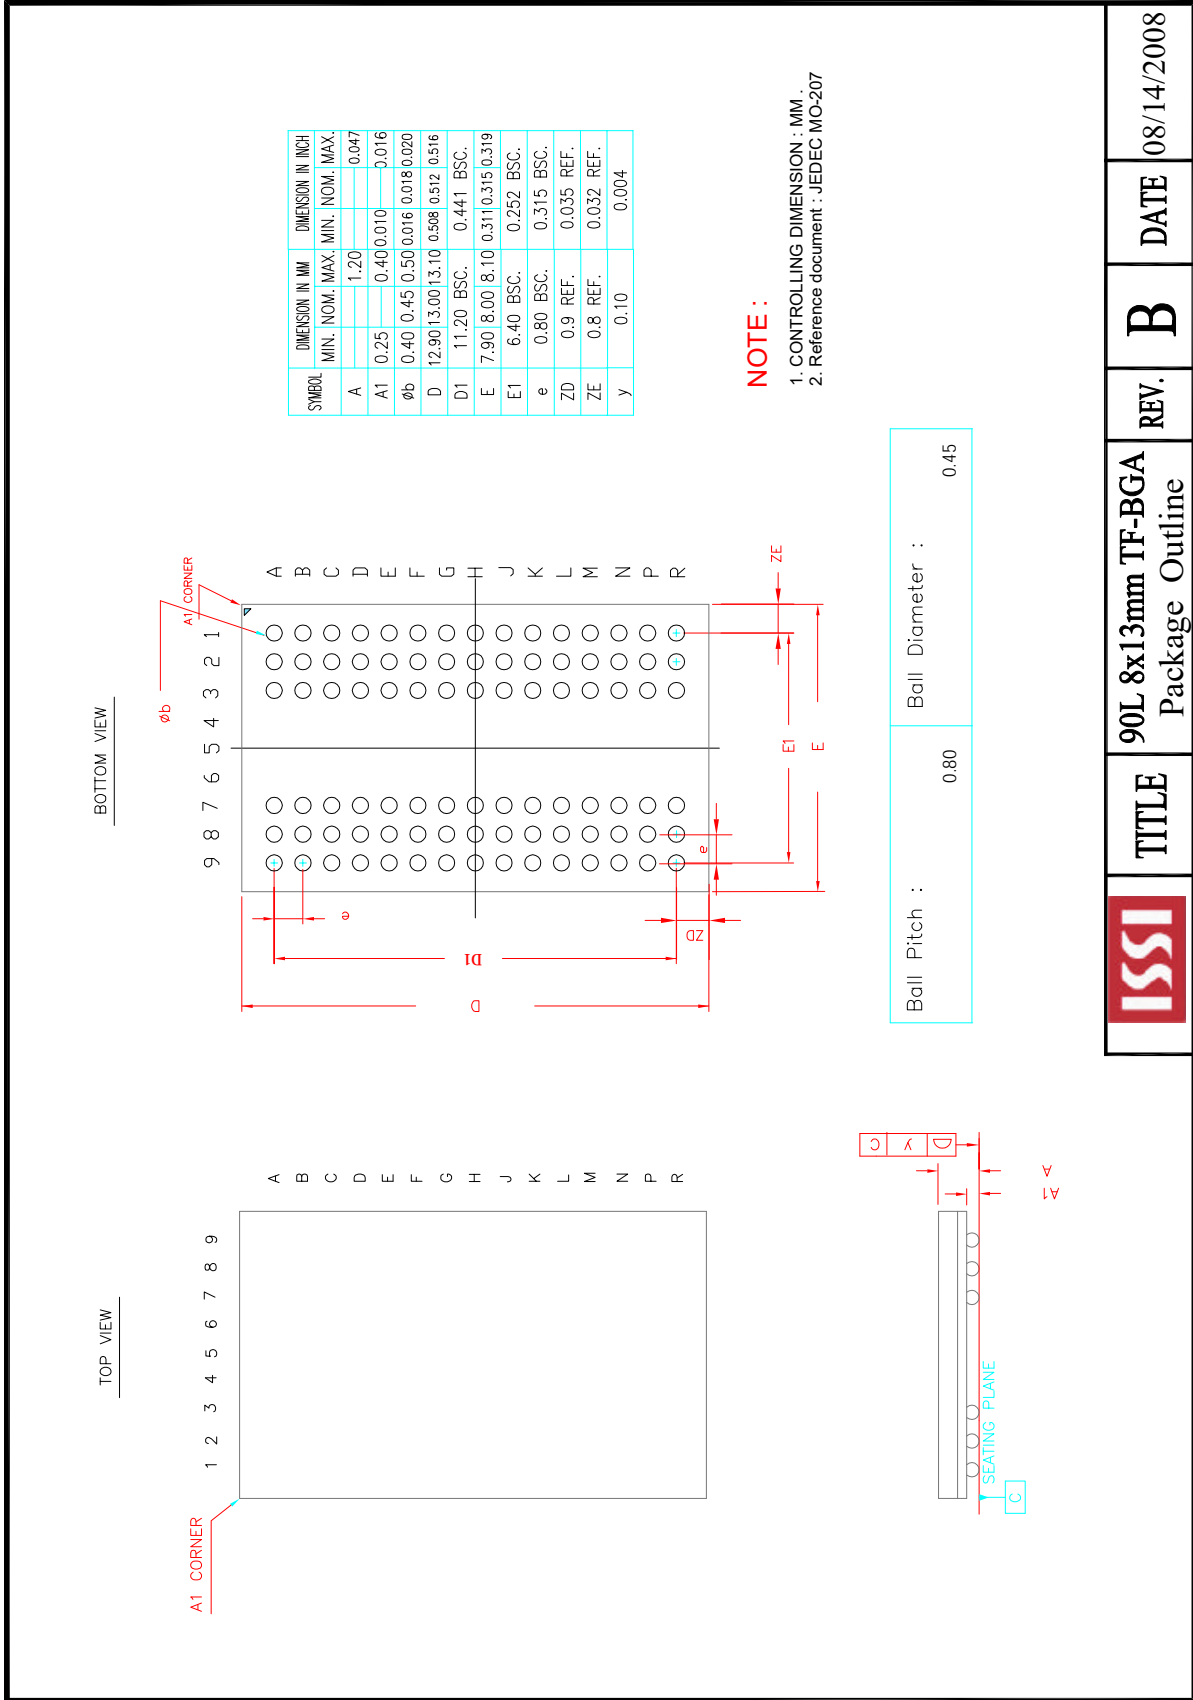 TOP VIEW
A1 CORNER
1 2 3 4 5 6 7 8 9
A
B
C
D
E
F
G
H
J
K
L
M
N
P
R
BOTTOM VIEW
øb
A1 CORNER
9 8 7 6 5 4 3 2 1
A
B
C
D
E
F
G
H
J
K
L
M
N
P
R
e
D1
D
ZD
e
E1
E
ZE
SYMBOL DIMENSION IN MM DIMENSION IN INCH
MIN. NOM. MAX. MIN. NOM. MAX.
A 1.20 0.047
A1 0.25 0.40 0.010 0.016
øb 0.40 0.45 0.50 0.016 0.018 0.020
D 12.90 13.00 13.10 0.508 0.512 0.516
D1 11.20 BSC. 0.441 BSC.
E 7.90 8.00 8.10 0.311 0.315 0.319
E1 6.40 BSC. 0.252 BSC.
e 0.80 BSC. 0.315 BSC.
ZD 0.9 REF. 0.035 REF.
ZE 0.8 REF. 0.032 REF.
y 0.10 0.004
NOTE :
1. CONTROLLING DIMENSION : MM .
2. Reference document : JEDEC MO-207
SEATING PLANE
C
C y D
A
A1
Ball Pitch : 0.80
Ball Diameter : 0.45
ISSI
TITLE
90L 8x13mm TF-BGA
Package Outline
REV.
B
DATE
08/14/2008